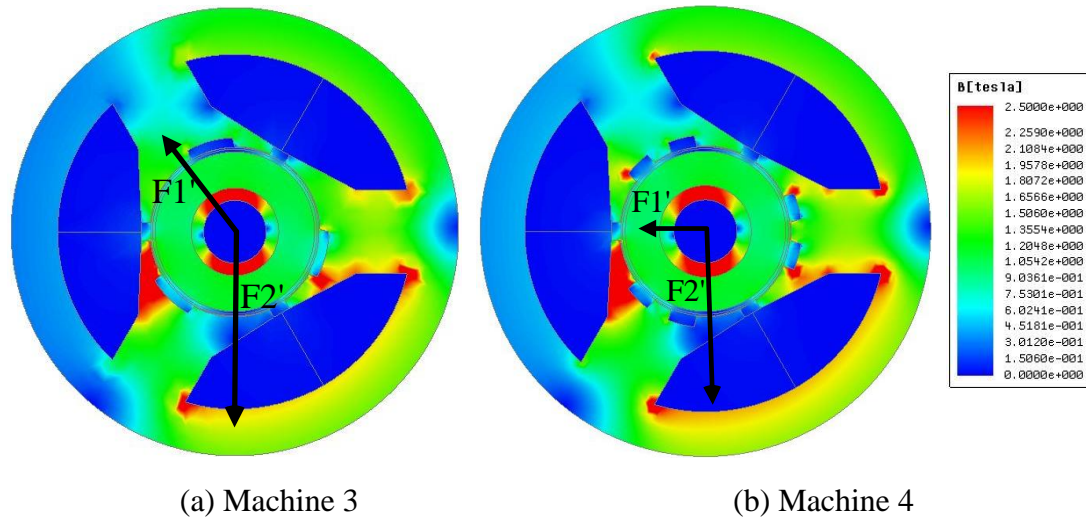 F1'
F2'
F1'
F2'
B[tesla]
2.5000e+000
2.2590e+000
2.1084e+000
1.9578e+000
1.8072e+000
1.6566e+000
1.5060e+000
1.3554e+000
1.2048e+000
1.0542e+000
9.0361e-001
7.5301e-001
6.0241e-001
4.5181e-001
3.0120e-001
1.5060e-001
0.0000e+000
(a) Machine 3
(b) Machine 4